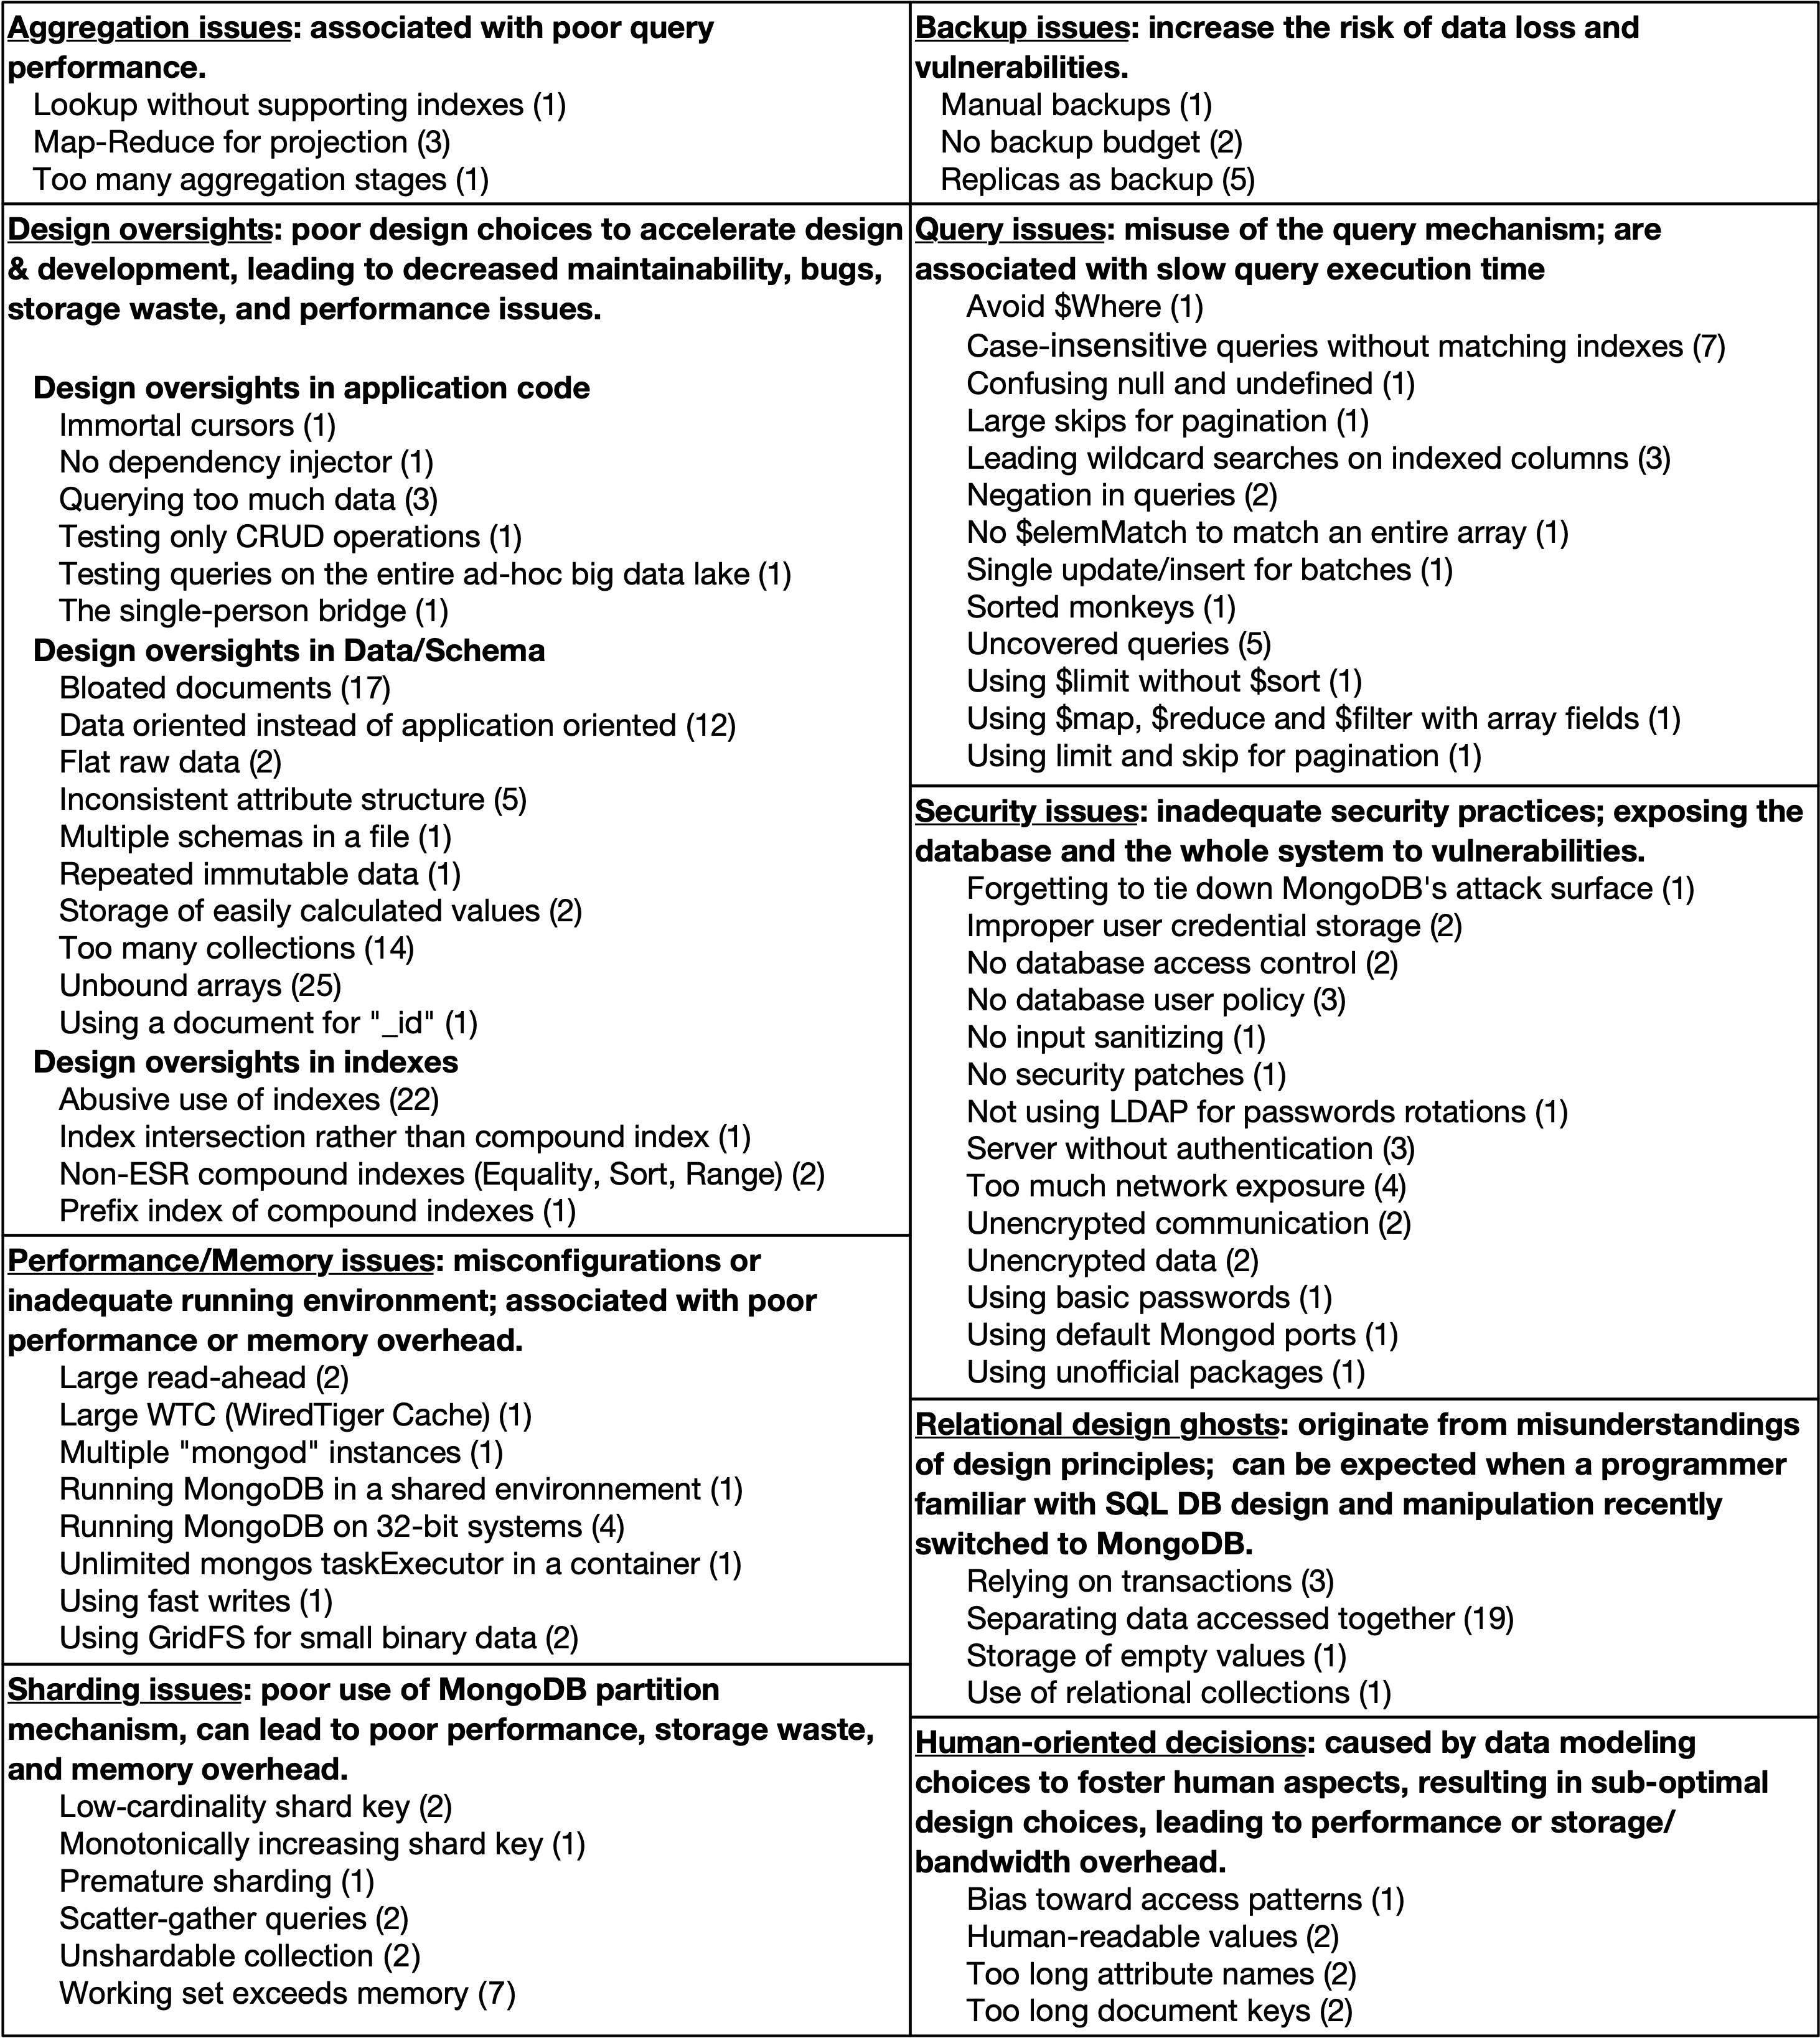 Aggregation issues: associated with poor query
performance.
Lookup without supporting indexes (1)
Map-Reduce for projection (3)
Too many aggregation stages (1)
Design oversights: poor design choices to accelerate design
& development, leading to decreased maintainability, bugs,
storage waste, and performance issues.
Design oversights in application code
Immortal cursors (1)
No dependency injector (1)
Querying too much data (3)
Testing only CRUD operations (1)
Testing queries on the entire ad-hoc big data lake (1)
The single-person bridge (1)
Design oversights in Data/Schema
Bloated documents (17)
Data oriented instead of application oriented (12)
Flat raw data (2)
Inconsistent attribute structure (5)
Multiple schemas in a file (1)
Repeated immutable data (1)
Storage of easily calculated values (2)
Too many collections (14)
Unbound arrays (25)
Using a document for "_id" (1)
Design oversights in indexes
Abusive use of indexes (22)
Index intersection rather than compound index (1)
Non-ESR compound indexes (Equality, Sort, Range) (2)
Prefix index of compound indexes (1)
Performance/Memory issues: misconfigurations or
inadequate running environment; associated with poor
performance or memory overhead.
Large read-ahead (2)
Large WTC (WiredTiger Cache) (1)
Multiple "mongod" instances (1)
Running MongoDB in a shared environnement (1)
Running MongoDB on 32-bit systems (4)
Unlimited mongos taskExecutor in a container (1)
Using fast writes (1)
Using GridFS for small binary data (2)
Sharding issues: poor use of MongoDB partition
mechanism, can lead to poor performance, storage waste,
and memory overhead.
Low-cardinality shard key (2)
Monotonically increasing shard key (1)
Premature sharding (1)
Scatter-gather queries (2)
Unshardable collection (2)
Working set exceeds memory (7)
Backup issues: increase the risk of data loss and
vulnerabilities.
Manual backups (1)
No backup budget (2)
Replicas as backup (5)
Query issues: misuse of the query mechanism; are
associated with slow query execution time
Avoid $Where (1)
Case-insensitive queries without matching indexes (7)
Confusing null and undefined (1)
Large skips for pagination (1)
Leading wildcard searches on indexed columns (3)
Negation in queries (2)
No $elemMatch to match an entire array (1)
Single update/insert for batches (1)
Sorted monkeys (1)
Uncovered queries (5)
Using $limit without $sort (1)
Using $map, $reduce and $filter with array fields (1)
Using limit and skip for pagination (1)
Security issues: inadequate security practices; exposing the
database and the whole system to vulnerabilities.
Forgetting to tie down MongoDB's attack surface (1)
Improper user credential storage (2)
No database access control (2)
No database user policy (3)
No input sanitizing (1)
No security patches (1)
Not using LDAP for passwords rotations (1)
Server without authentication (3)
Too much network exposure (4)
Unencrypted communication (2)
Unencrypted data (2)
Using basic passwords (1)
Using default Mongod ports (1)
Using unofficial packages (1)
Relational design ghosts: originate from misunderstandings
of design principles;  can be expected when a programmer
familiar with SQL DB design and manipulation recently
switched to MongoDB.
Relying on transactions (3)
Separating data accessed together (19)
Storage of empty values (1)
Use of relational collections (1)
Human-oriented decisions: caused by data modeling
choices to foster human aspects, resulting in sub-optimal
design choices, leading to performance or storage/
bandwidth overhead.
Bias toward access patterns (1)
Human-readable values (2)
Too long attribute names (2)
Too long document keys (2)